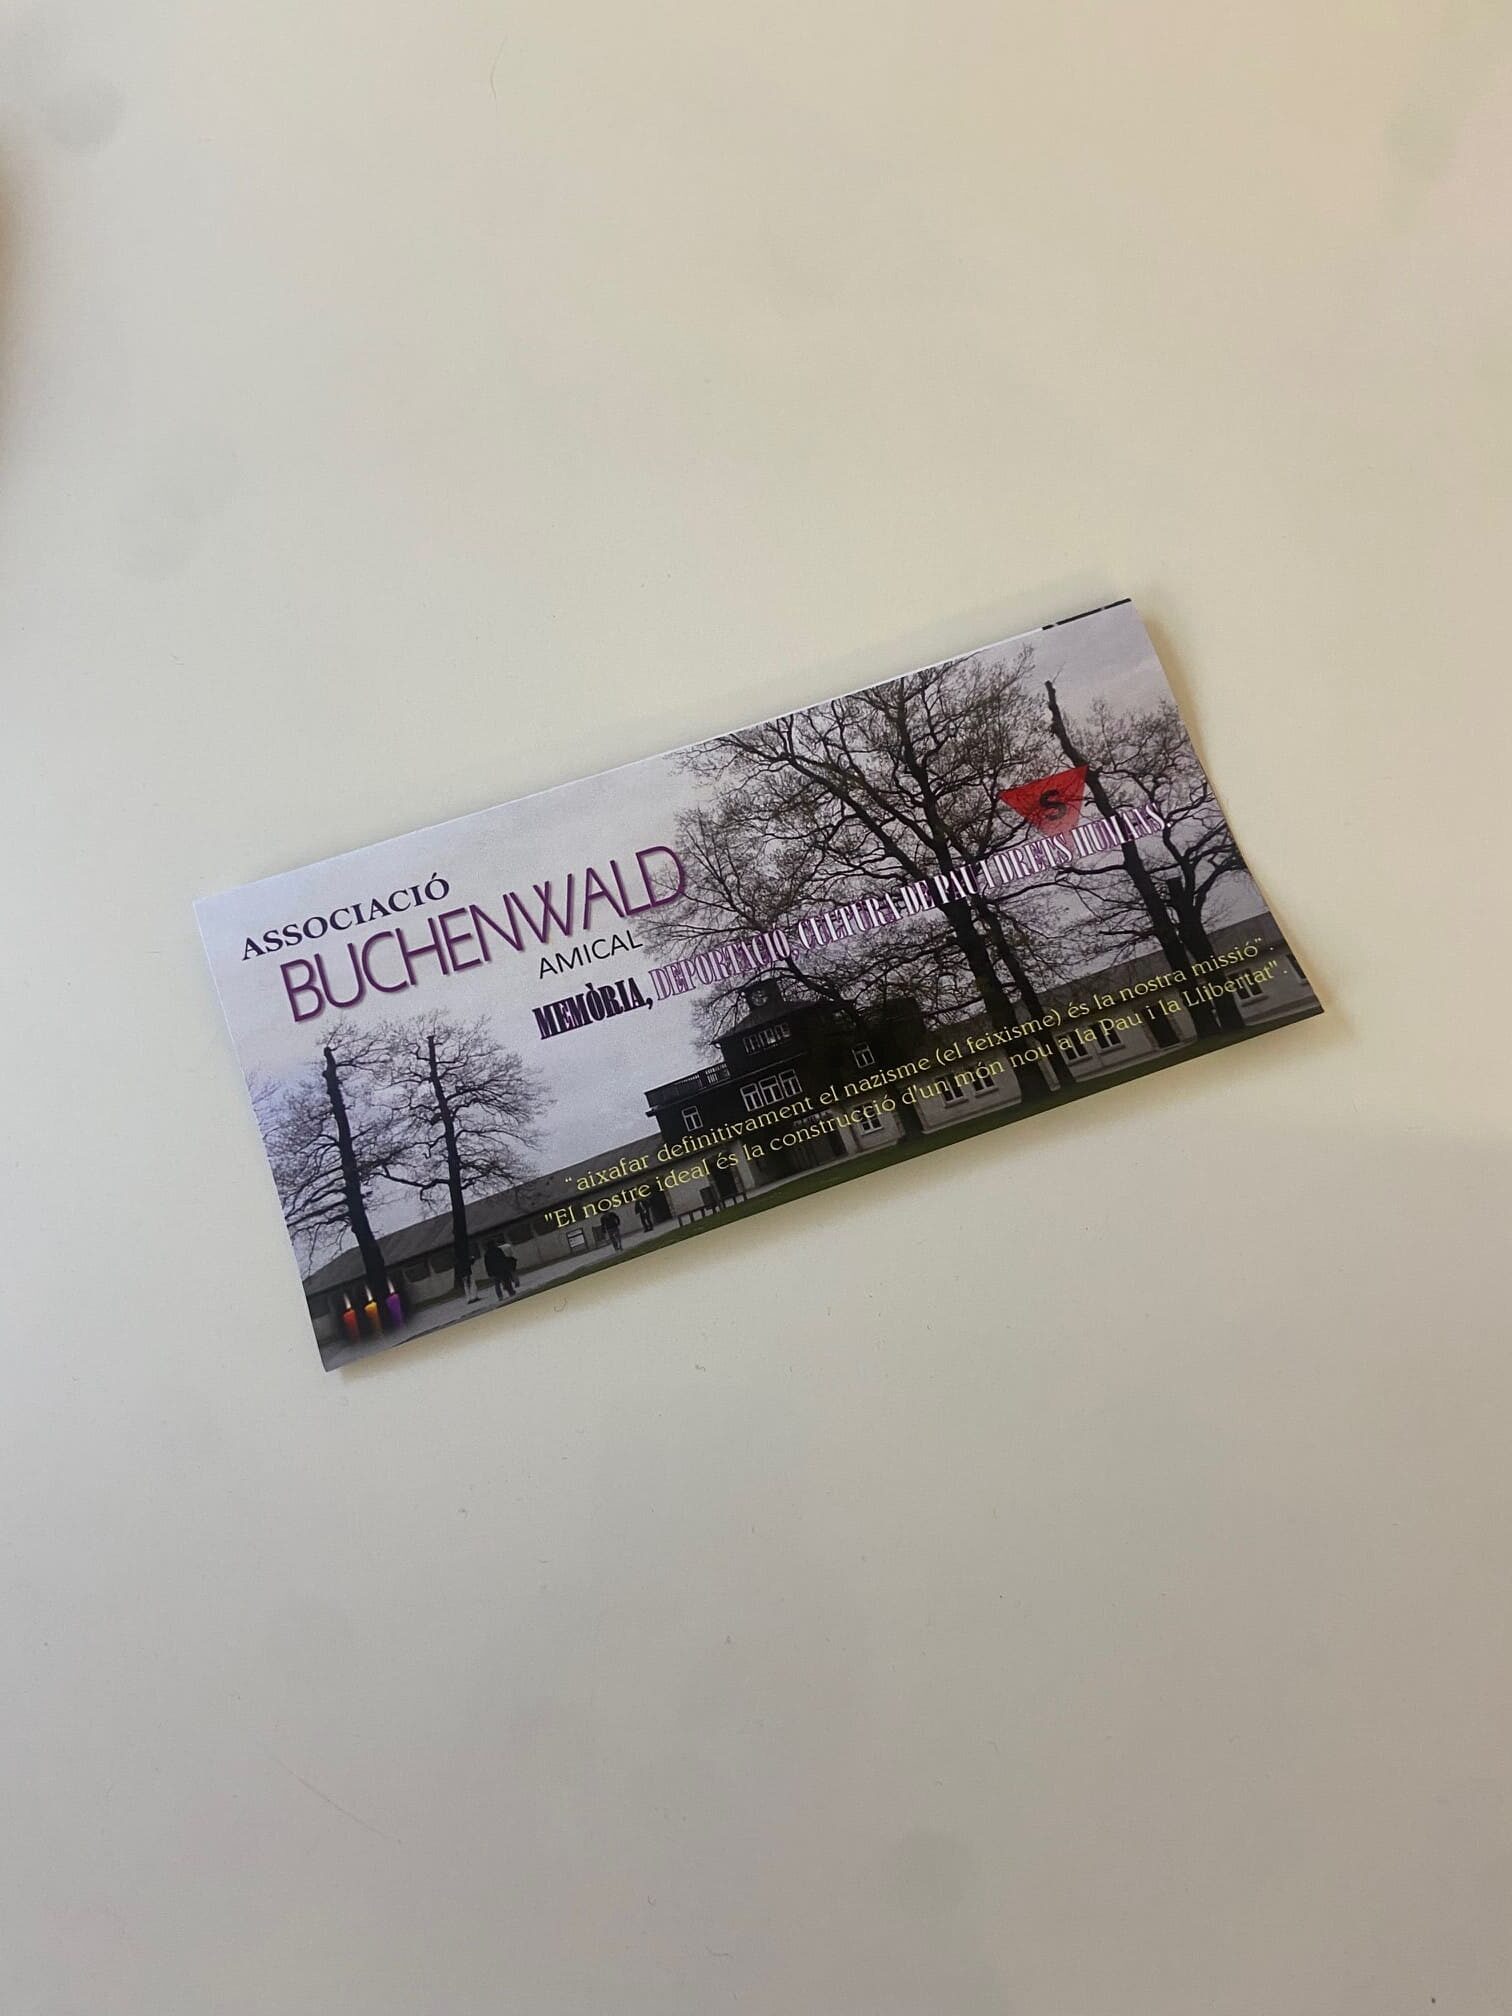 ASSOCIACIÓ
BUCHENWALD
AMICAL
S
MEMÒRIA, DEPORTACIO, CULTURA DE PAU I DRETS HUMANS
“aixafar definitivament el nazisme (el feixisme) és la nostra missió”
"El nostre ideal és la construcció d'un món nou a la Pau i la Llibertat".